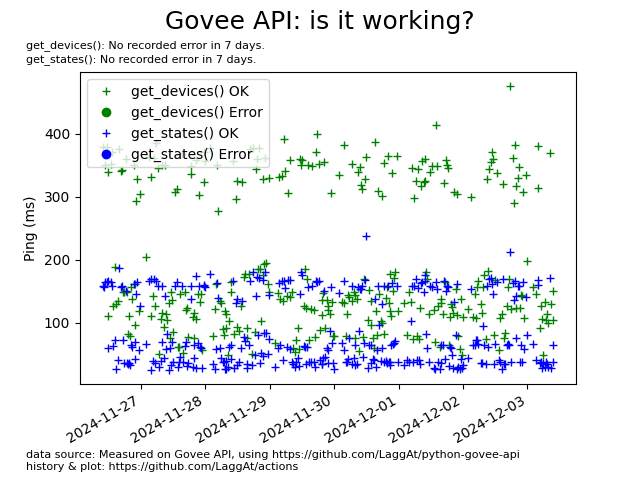 Govee API: is it working?
get_devices(): No recorded error in 7 days.
get_states(): No recorded error in 7 days.
get_devices() OK
get_devices() Error
get_states() OK
get_states() Error
Ping (ms)
400
300
200
100
2024-11-27
2024-11-28
2024-11-29
2024-11-30
2024-12-01
2024-12-02
2024-12-03
data source: Measured on Govee API, using https://github.com/LaggAt/python-govee-api
history & plot: https://github.com/LaggAt/actions